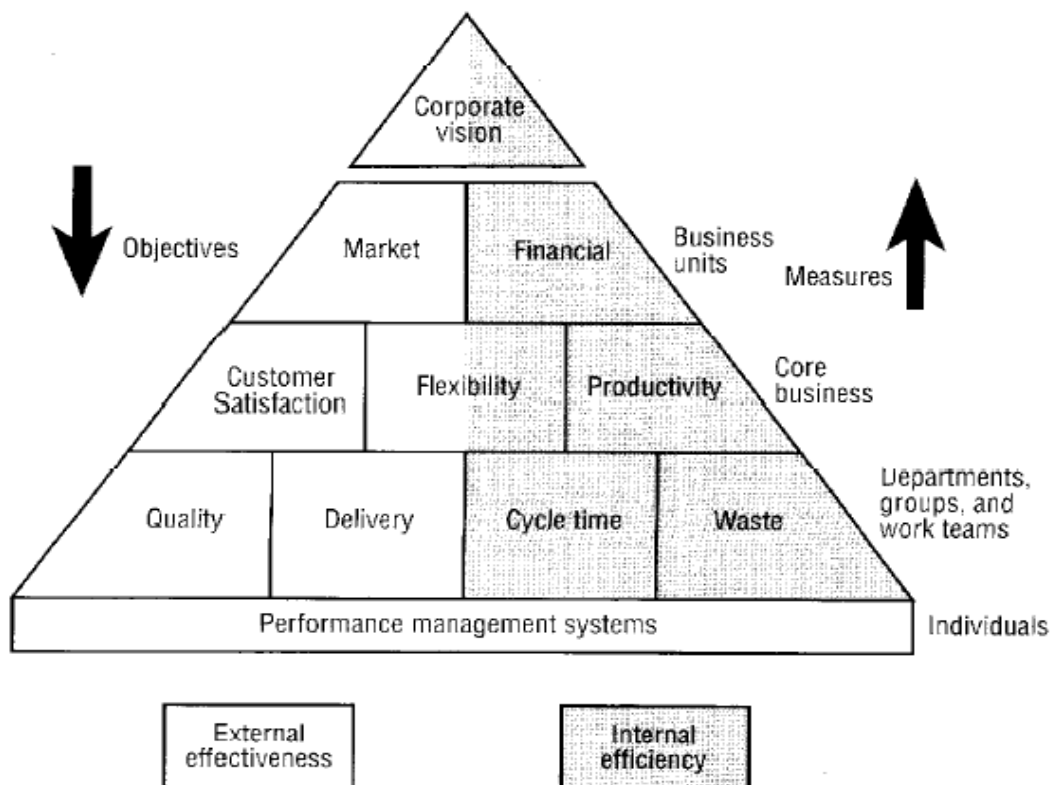 Corporate
vision
Objectives
Market
Financial
Business
units
Measures
Customer
Satisfaction
Flexibility
Productivity
Core
business
Quality
Delivery
Cycle time
Waste
Departments,
groups, and
work teams
Performance management systems
Individuals
External
effectiveness
Internal
efficiency